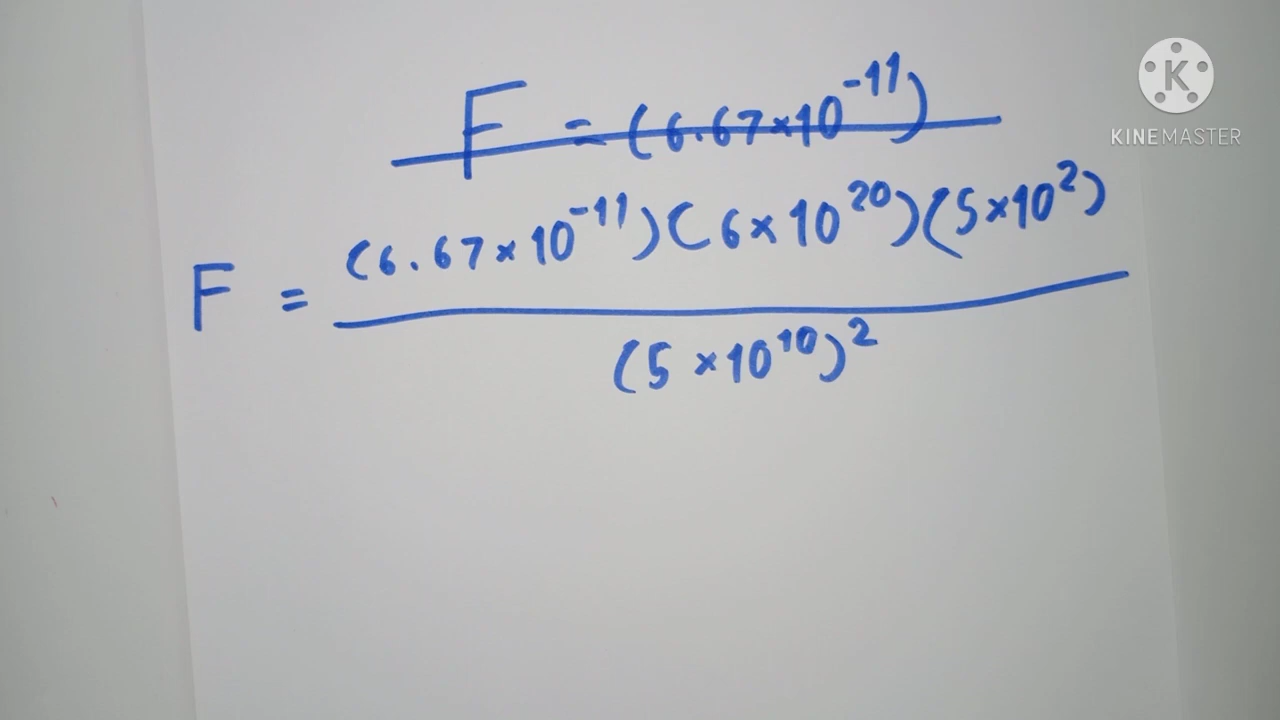 F = (6.67×10⁻¹¹)
KINEMASTER
(6.67×10⁻¹¹)(6×10²⁰)(5×10²)
F =
(5×10¹⁰)²